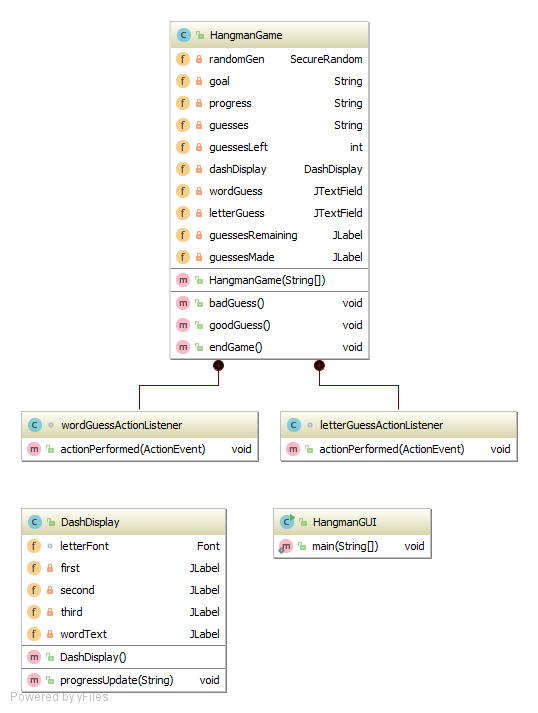 HangmanGame
randomGen SecureRandom
goal String
progress String
guesses String
guessesLeft int
dashDisplay DashDisplay
wordGuess JTextField
letterGuess JTextField
guessesRemaining JLabel
guessesMade JLabel
HangmanGame(String[])
badGuess() void
goodGuess() void
endGame() void
wordGuessActionListener
actionPerformed(ActionEvent) void
letterGuessActionListener
actionPerformed(ActionEvent) void
DashDisplay
letterFont Font
first JLabel
second JLabel
third JLabel
wordText JLabel
DashDisplay()
progressUpdate(String) void
HangmanGUI
main(String[]) void
Powered by yFiles